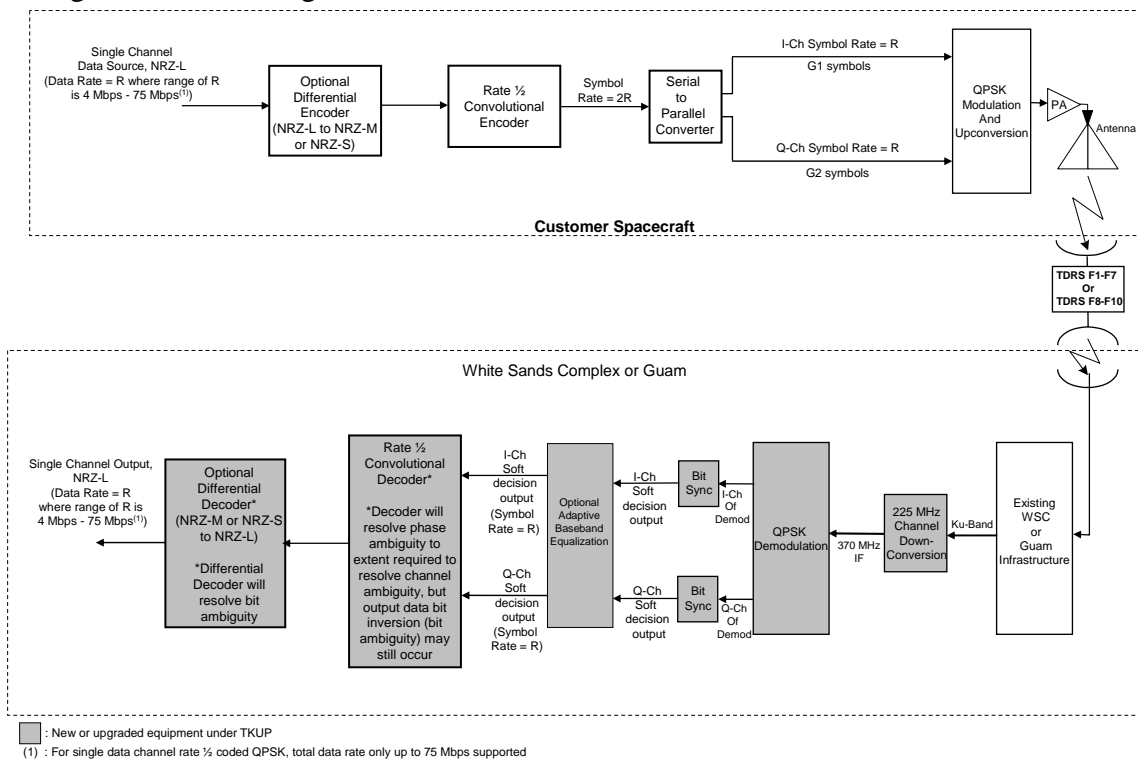 Single Channel
Data Source, NRZ-L
(Data Rate = R where range of R
is 4 Mbps - 75 Mbps(1))
Optional
Differential
Encoder
(NRZ-L to NRZ-M
or NRZ-S)
Rate ½
Convolutional
Encoder
Symbol
Rate = 2R
Serial
to
Parallel
Converter
I-Ch Symbol Rate = R
G1 symbols
Q-Ch Symbol Rate = R
G2 symbols
QPSK
Modulation
And
Upconversion
PA
Antenna
Customer Spacecraft
TDRS F1-F7
Or
TDRS F8-F10
White Sands Complex or Guam
Single Channel Output,
NRZ-L
(Data Rate = R
where range of R is
4 Mbps - 75 Mbps(1))
Optional
Differential
Decoder*
(NRZ-M or NRZ-S
to NRZ-L)
*Differential
Decoder will
resolve bit
ambiguity
Rate ½
Convolutional
Decoder*
*Decoder will
resolve phase
ambiguity to
extent required to
resolve channel
ambiguity, but
output data bit
inversion (bit
ambiguity) may
still occur
I-Ch
Soft
decision
output
(Symbol
Rate = R)
Q-Ch
Soft
decision
output
(Symbol
Rate = R)
Optional
Adaptive
Baseband
Equalization
I-Ch
Soft
decision
output
Q-Ch
Soft
decision
output
Bit
Sync
Bit
Sync
I-Ch
Of
Demod
Q-Ch
Of
Demod
QPSK
Demodulation
370 MHz
IF
225 MHz
Channel
Down-
Conversion
Ku-Band
Existing
WSC
or
Guam
Infrastructure
: New or upgraded equipment under TKUP
(1) : For single data channel rate ½ coded QPSK, total data rate only up to 75 Mbps supported